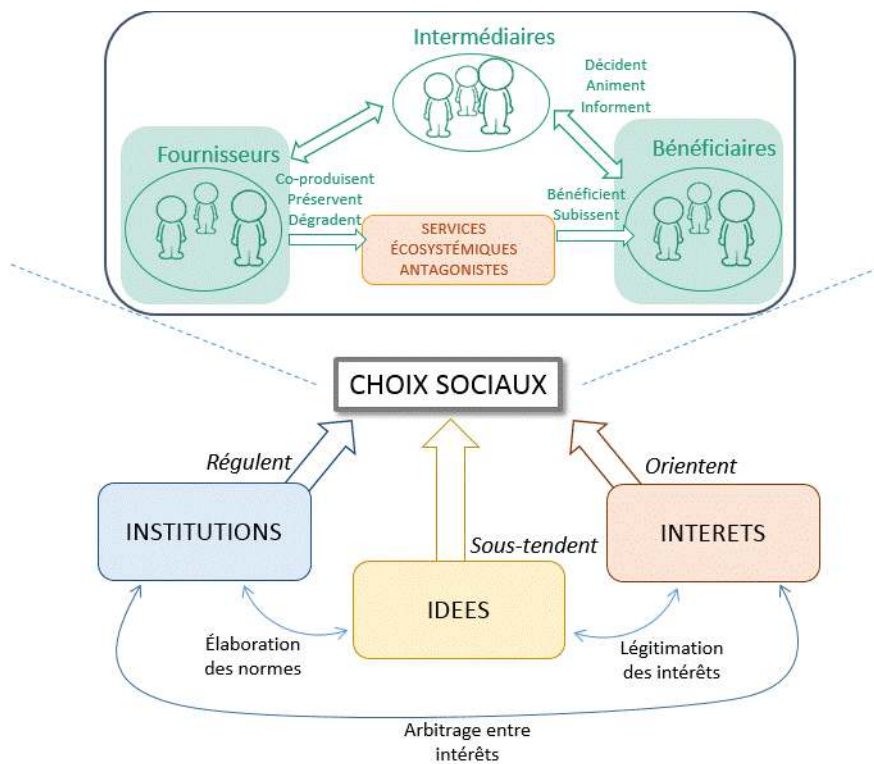 Intermédiaires
Décident
Animent
Informent
Fournisseurs
Bénéficiaires
Co-produisent
Préservent
Dégradent
Bénéficient
Subissent
SERVICES
ÉCOSYSTÉMIQUES
ANTAGONISTES
CHOIX SOCIAUX
Régulent
Orientent
INSTITUTIONS
INTERETS
Sous-tendent
IDEES
Élaboration
des normes
Légitimation
des intérêts
Arbitrage entre
intérêts